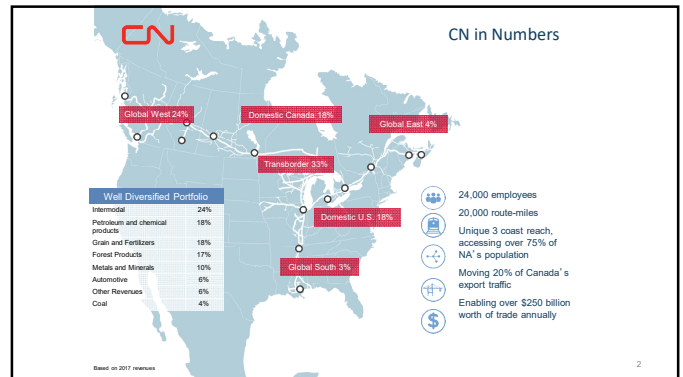 CN
CN in Numbers
Global West 24%
Domestic Canada 18%
Global East 4%
Transborder 33%
Domestic U.S. 18%
Global South 3%
Well Diversified Portfolio
Intermodal 24%
Petroleum and chemical 18%
products
Grain and Fertilizers 18%
Forest Products 17%
Metals and Minerals 10%
Automotive 6%
Other Revenues 6%
Coal 4%
24,000 employees
20,000 route-miles
Unique 3 coast reach,
accessing over 75% of
NA's population
Moving 20% of Canada's
export traffic
Enabling over $250 billion
worth of trade annually
$
Based on 2017 revenues
2